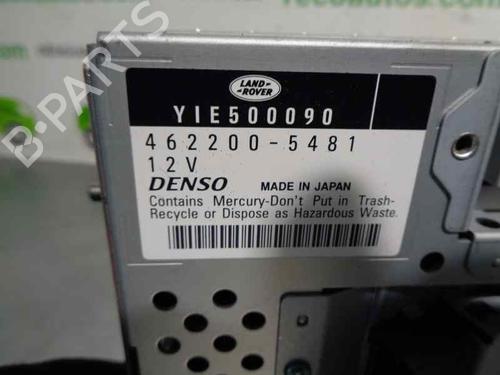 LAND-
ROVER
YIE500090
462200-5481
12V
DENSO MADE IN JAPAN
Contains Mercury-Don't Put in Trash-
Recycle or Dispose as Hazardous Waste.
B-PARTS